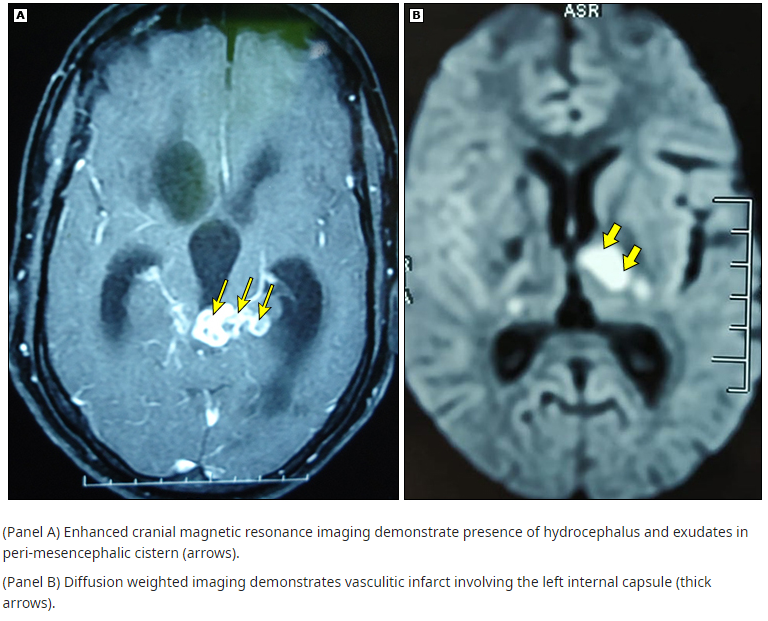 A
B
ASR
(Panel A) Enhanced cranial magnetic resonance imaging demonstrate presence of hydrocephalus and exudates in
peri-mesencephalic cistern (arrows).
(Panel B) Diffusion weighted imaging demonstrates vasculitic infarct involving the left internal capsule (thick
arrows).